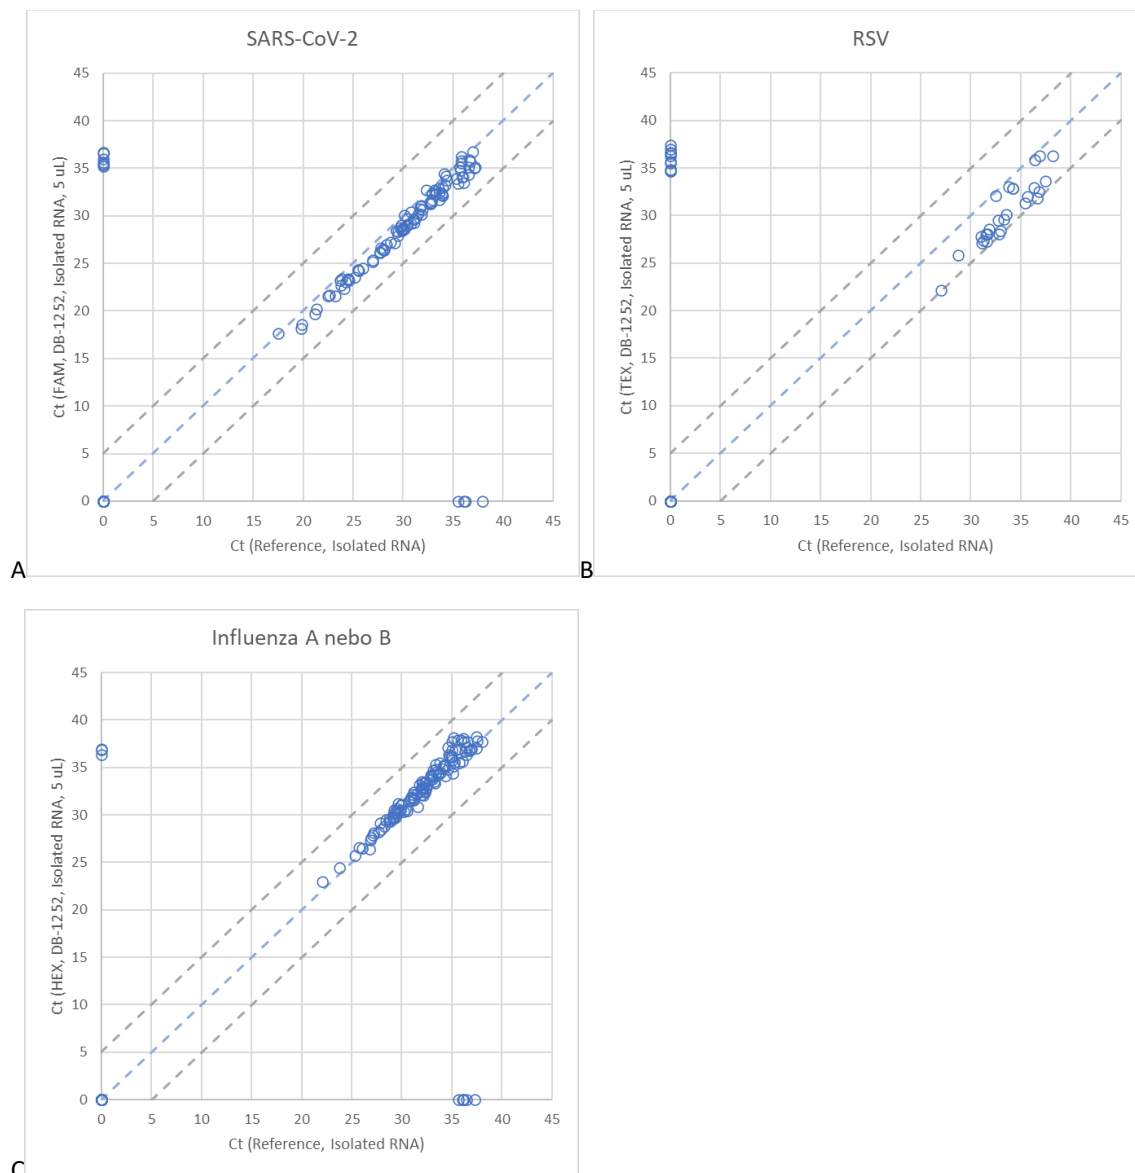 SARS-CoV-2
45
40
35
30
25
20
15
10
5
0
0 5 10 15 20 25 30 35 40 45
Ct (FAM, DB-1252, Isolated RNA, 5 uL)
Ct (Reference, Isolated RNA)
A
RSV
45
40
35
30
25
20
15
10
5
0
0 5 10 15 20 25 30 35 40 45
Ct (TEX, DB-1252, Isolated RNA, 5 uL)
Ct (Reference, Isolated RNA)
B
Influenza A nebo B
45
40
35
30
25
20
15
10
5
0
0 5 10 15 20 25 30 35 40 45
Ct (HEX, DB-1252, Isolated RNA, 5 uL)
Ct (Reference, Isolated RNA)
C